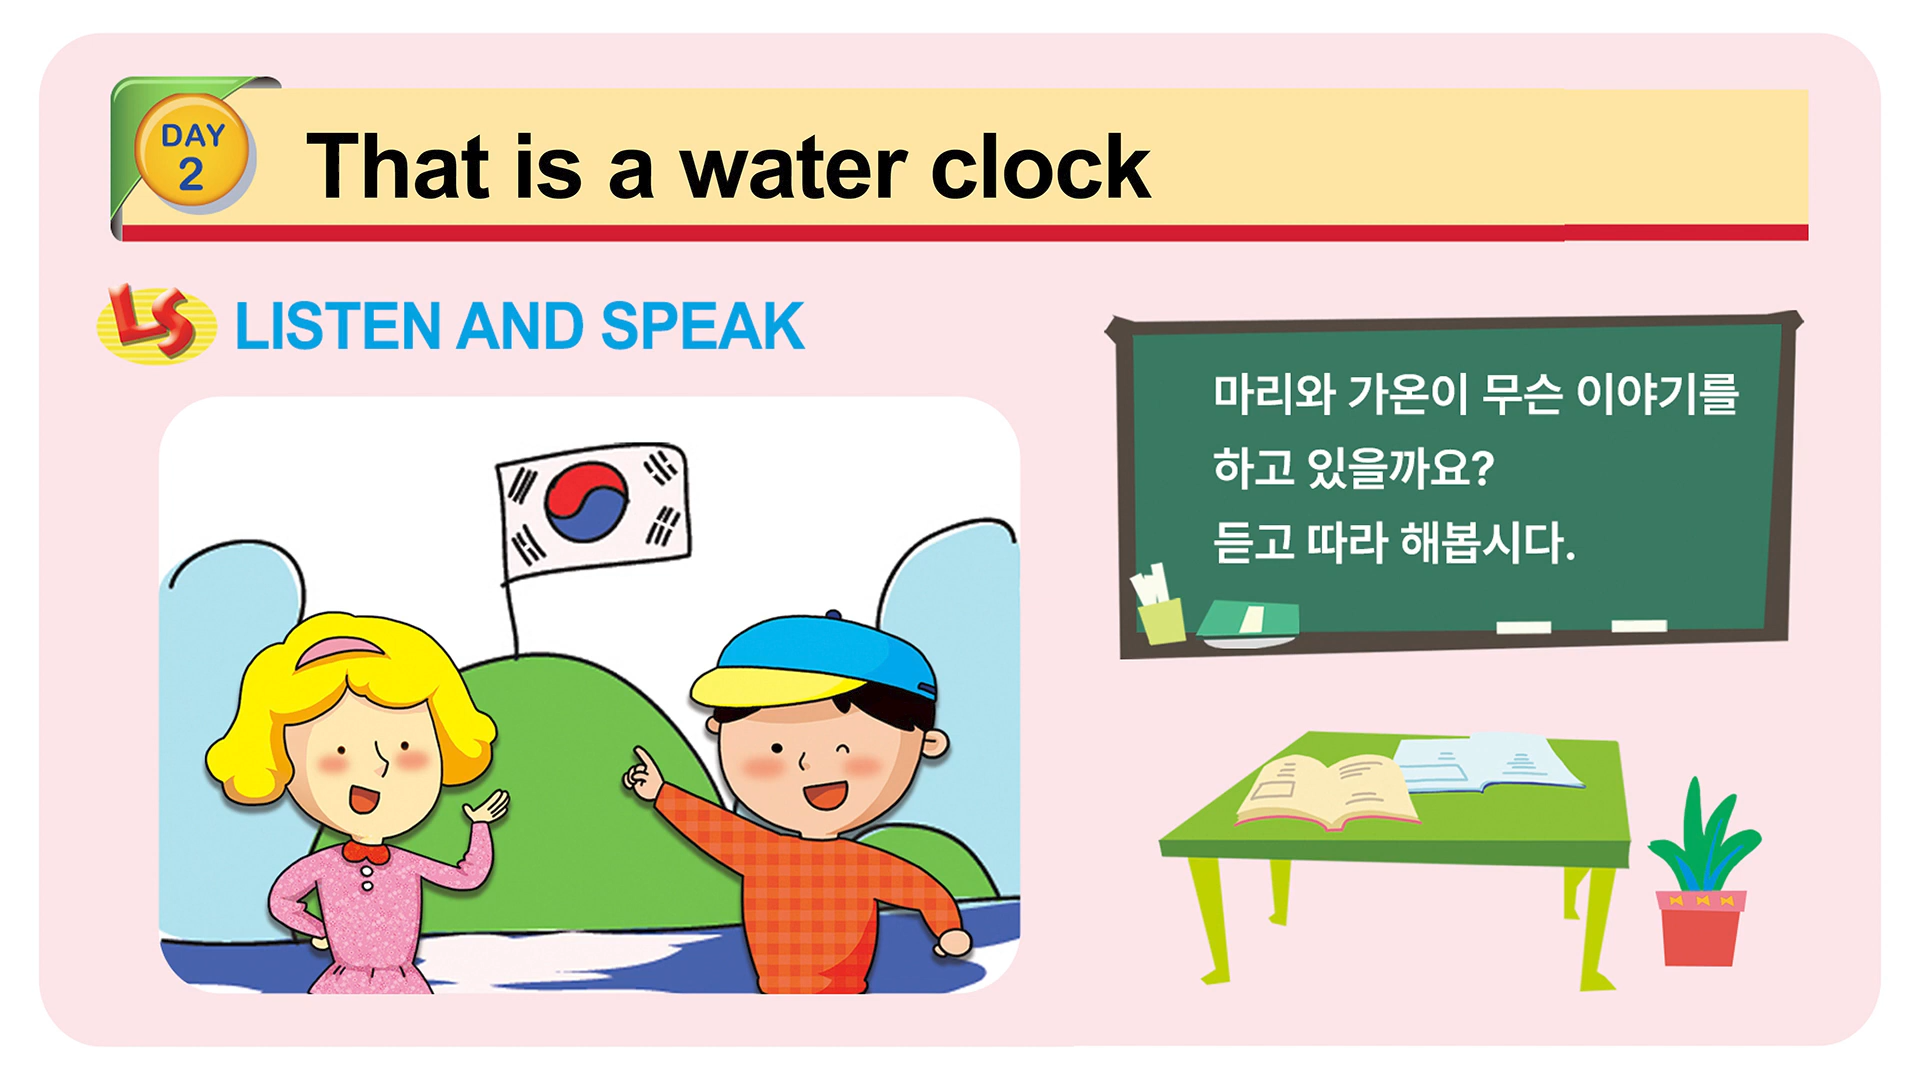 DAY
2
That is a water clock
LS LISTEN AND SPEAK
마리와 가온이 무슨 이야기를
하고 있을까요?
듣고 따라 해봅시다.